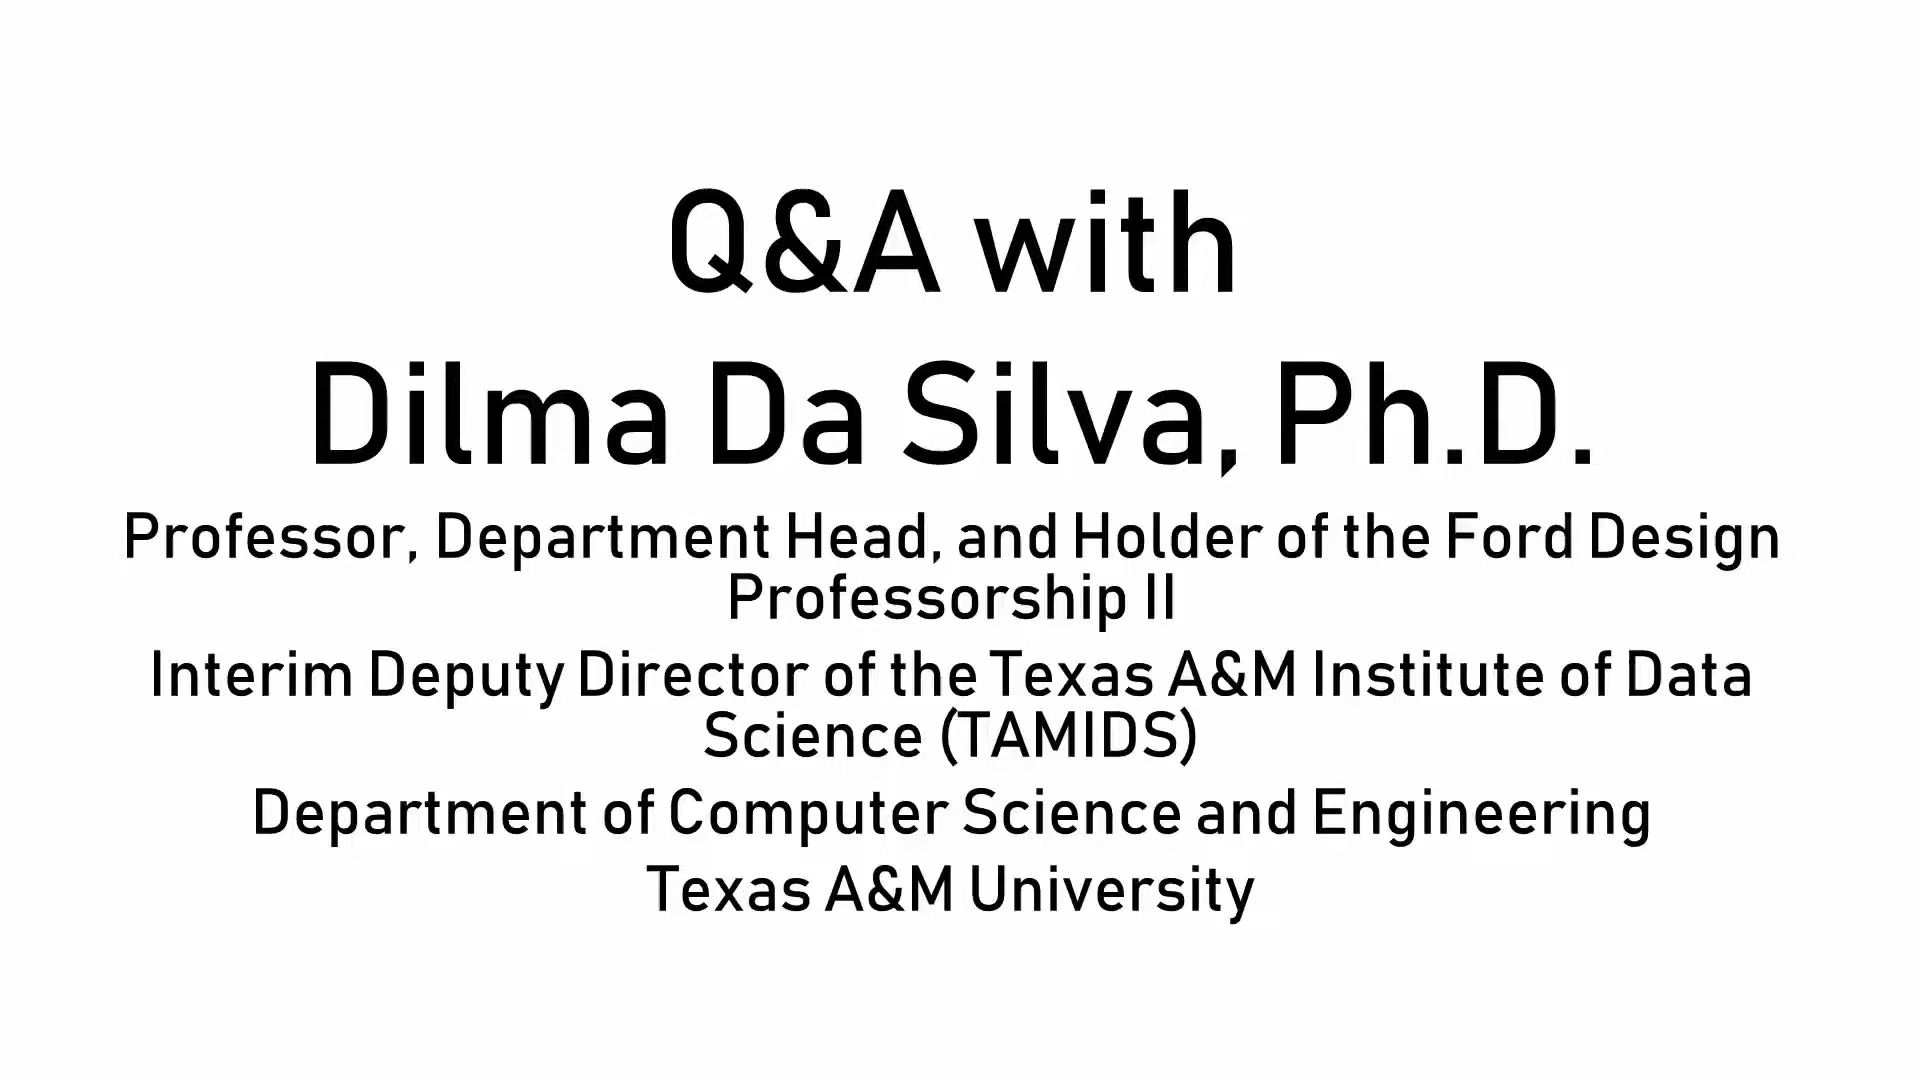 Q&A with
Dilma Da Silva, Ph.D.
Professor, Department Head, and Holder of the Ford Design
Professorship II
Interim Deputy Director of the Texas A&M Institute of Data
Science (TAMIDS)
Department of Computer Science and Engineering
Texas A&M University